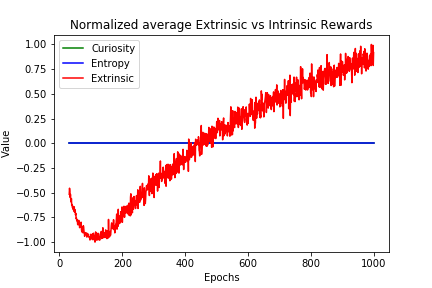 Normalized average Extrinsic vs Intrinsic Rewards
Curiosity
Entropy
Extrinsic
1.00
0.75
0.50
0.25
0.00
−0.25
−0.50
−0.75
−1.00
Value
0 200 400 600 800 1000
Epochs